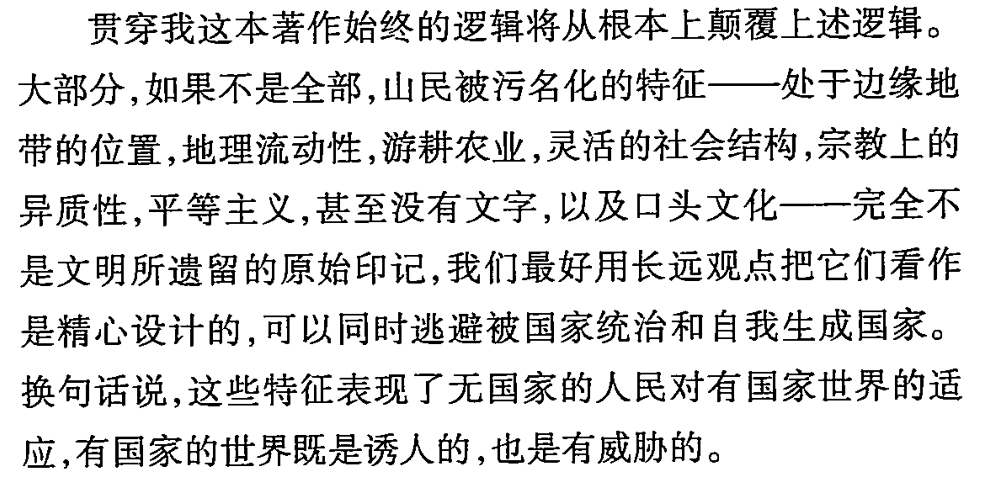 贯穿我这本著作始终的逻辑将从根本上颠覆上述逻辑。
大部分,如果不是全部,山民被污名化的特征——处于边缘地
带的位置,地理流动性,游耕农业,灵活的社会结构,宗教上的
异质性,平等主义,甚至没有文字,以及口头文化——完全不
是文明所遗留的原始印记,我们最好用长远观点把它们看作
是精心设计的,可以同时逃避被国家统治和自我生成国家。
换句话说,这些特征表现了无国家的人民对有国家世界的适
应,有国家的世界既是诱人的,也是有威胁的。